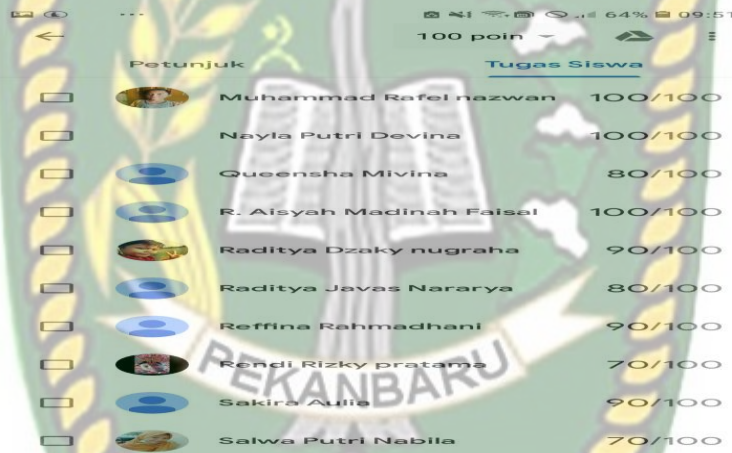 64% 09:51
100 poin
Petunjuk Tugas Siswa
Muhammad Rafel nazwan 100/100
Nayla Putri Devina 100/100
Queensha Mivina 80/100
R. Aisyah Madinah Faisal 100/100
Raditya Dzaky nugraha 90/100
Raditya Javas Nararya 80/100
Reffina Rahmadhani 90/100
Rendi Rizky pratama 70/100
Sakira Aulia 90/100
Salwa Putri Nabila 70/100
PEKANBARU